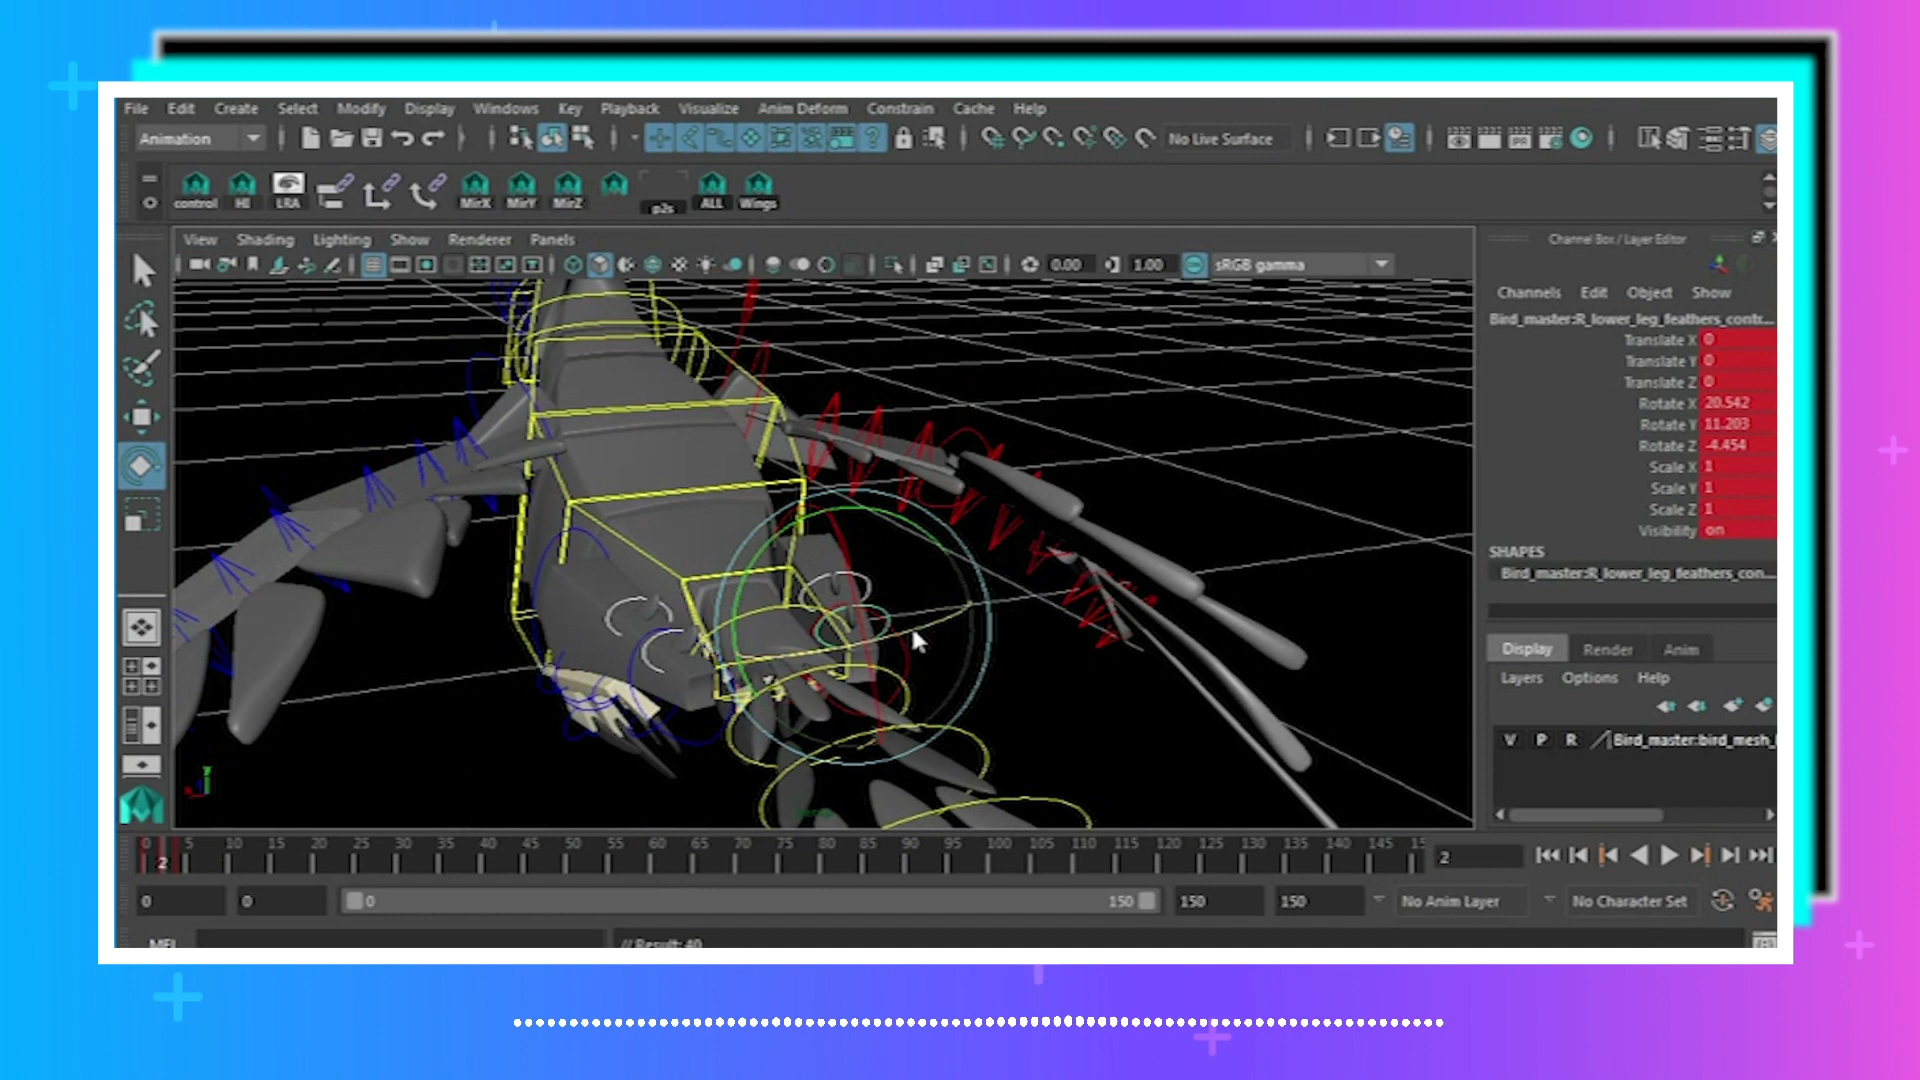 File Edit Create Select Modify Display Windows Key Playback Visualize Anim Deform Constrain Cache Help
Animation No Live Surface
control HI LRA MirX MirY MirZ p2s ALL Wings
View Shading Lighting Show Renderer Panels
0.00 1.00 sRGB gamma
Channel Box / Layer Editor
Channels Edit Object Show
Bird_master:R_lower_leg_feathers_contr...
Translate X 0
Translate Y 0
Translate Z 0
Rotate X 20.542
Rotate Y 11.203
Rotate Z -4.454
Scale X 1
Scale Y 1
Scale Z 1
Visibility on
SHAPES
Bird_master:R_lower_leg_feathers_con...
Display Render Anim
Layers Options Help
V P R Bird_master:bird_mesh_
0 5 10 15 20 25 30 35 40 45 50 55 60 65 70 75 80 85 90 95 100 105 110 115 120 125 130 135 140 145 15
2 2
0 0 0 150 150 150 No Anim Layer No Character Set
MEL // Result: 40